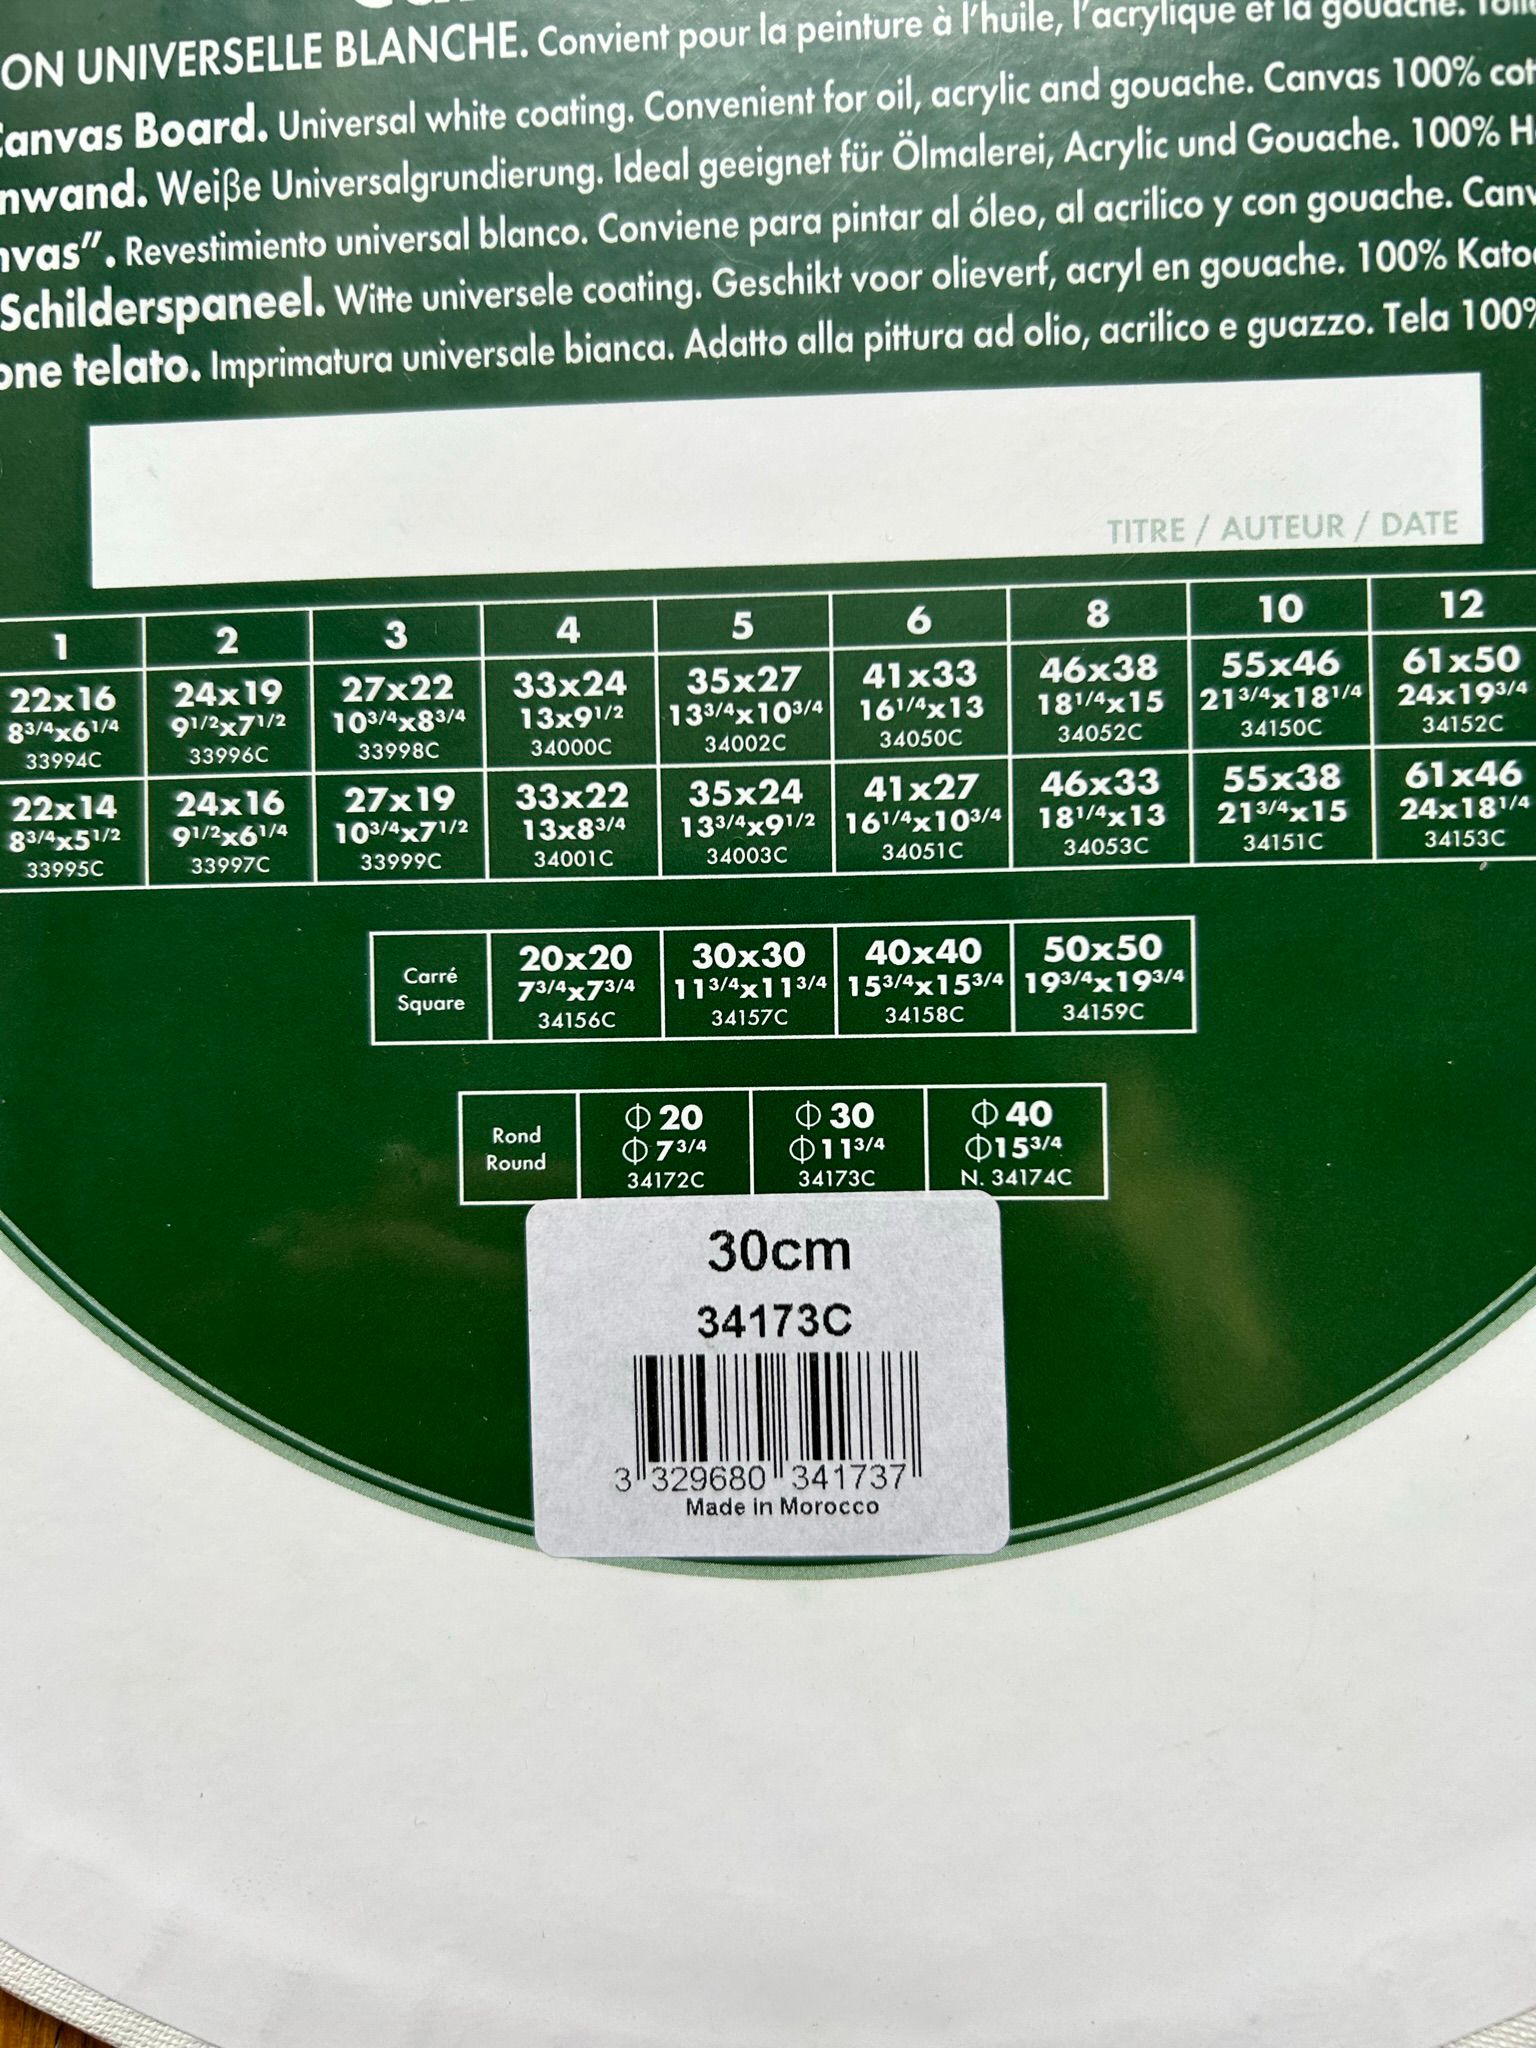 ON UNIVERSELLE BLANCHE. Convient pour la peinture à l'huile, l'acrylique et la gouache.
Canvas Board. Universal white coating. Convenient for oil, acrylic and gouache. Canvas 100% cot
nwand. Weiße Universalgrundierung. Ideal geeignet für Ölmalerei, Acrylic und Gouache. 100% H
nvas". Revestimiento universal blanco. Conviene para pintar al óleo, al acrilico y con gouache. Canv
Schilderspaneel. Witte universele coating. Geschikt voor olieverf, acryl en gouache. 100% Kato
one telato. Imprimatura universale bianca. Adatto alla pittura ad olio, acrilico e guazzo. Tela 100%
TITRE / AUTEUR / DATE
1 2 3 4 5 6 8 10 12
22x16 24x19 27x22 33x24 35x27 41x33 46x38 55x46 61x50
8 3/4x6 1/4 9 1/2x7 1/2 10 3/4x8 3/4 13x9 1/2 13 3/4x10 3/4 16 1/4x13 18 1/4x15 21 3/4x18 1/4 24x19 3/4
33994C 33996C 33998C 34000C 34002C 34050C 34052C 34150C 34152C
22x14 24x16 27x19 33x22 35x24 41x27 46x33 55x38 61x46
8 3/4x5 1/2 9 1/2x6 1/4 10 3/4x7 1/2 13x8 3/4 13 3/4x9 1/2 16 1/4x10 3/4 18 1/4x13 21 3/4x15 24x18 1/4
33995C 33997C 33999C 34001C 34003C 34051C 34053C 34151C 34153C
Carré
Square
20x20 30x30 40x40 50x50
7 3/4x7 3/4 11 3/4x11 3/4 15 3/4x15 3/4 19 3/4x19 3/4
34156C 34157C 34158C 34159C
Rond
Round
Φ 20 Φ 30 Φ 40
Φ 7 3/4 Φ 11 3/4 Φ 15 3/4
34172C 34173C N. 34174C
30cm
34173C
3 329680 341737
Made in Morocco